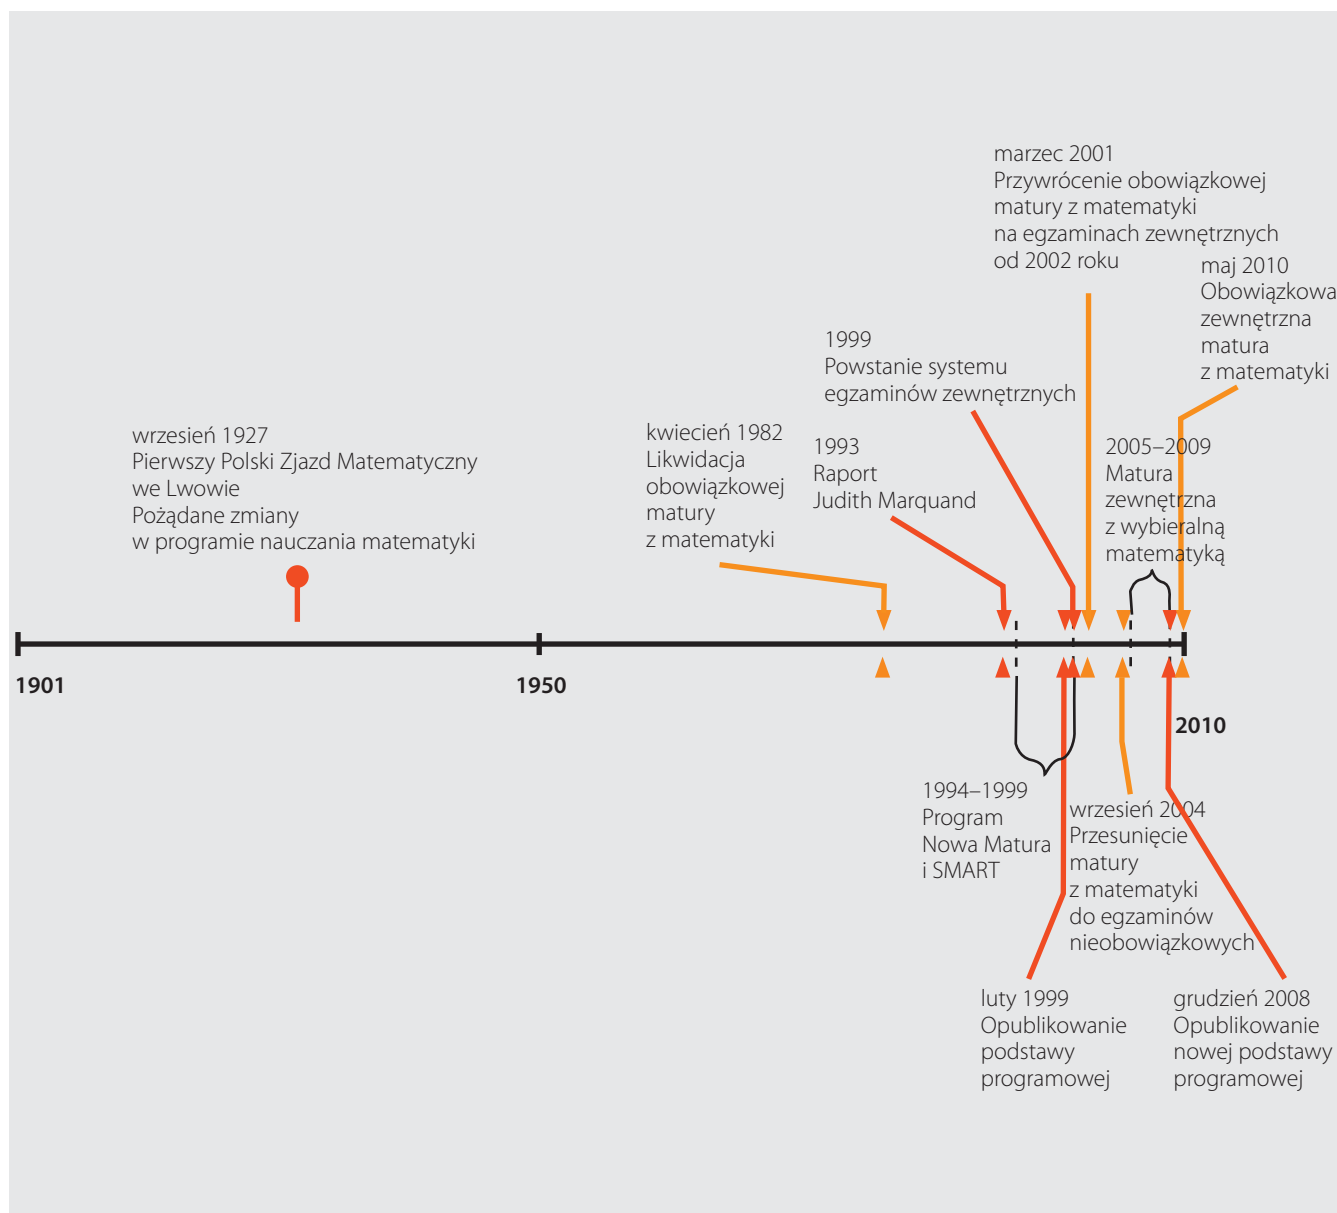 marzec 2001
Przywrócenie obowiązkowej
matury z matematyki
na egzaminach zewnętrznych
od 2002 roku
maj 2010
Obowiązkowa
zewnętrzna
matura
z matematyki
1999
Powstanie systemu
egzaminów zewnętrznych
wrzesień 1927
Pierwszy Polski Zjazd Matematyczny
we Lwowie
Pożądane zmiany
w programie nauczania matematyki
kwiecień 1982
Likwidacja
obowiązkowej
matury
z matematyki
1993
Raport
Judith Marquand
2005–2009
Matura
zewnętrzna
z wybieralną
matematyką
1901
1950
2010
1994–1999
Program
Nowa Matura
i SMART
wrzesień 2004
Przesunięcie
matury
z matematyki
do egzaminów
nieobowiązkowych
luty 1999
Opublikowanie
podstawy
programowej
grudzień 2008
Opublikowanie
nowej podstawy
programowej